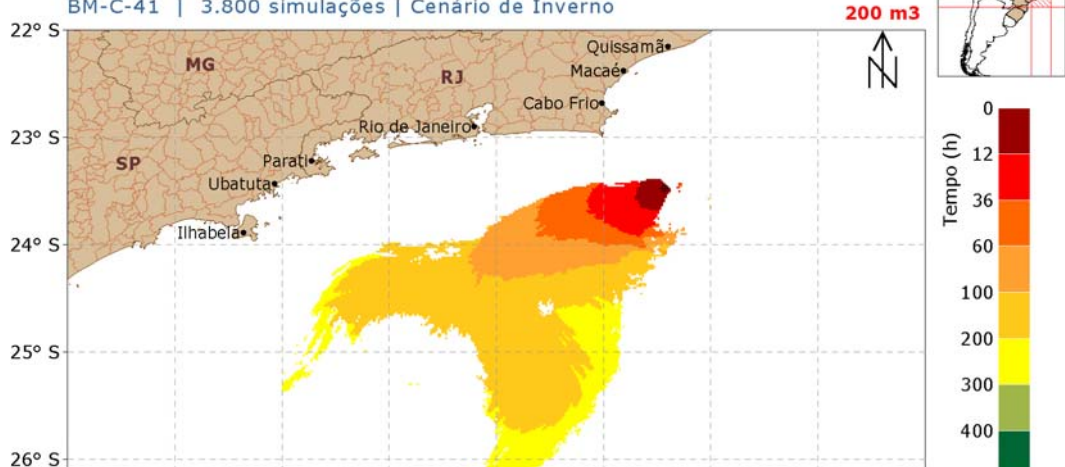 BM-C-41 | 3.800 simulações | Cenário de Inverno
200 m3
22° S
Quissamã
MG
Macaé
RJ
N
Cabo Frio
0
Rio de Janeiro
23° S
12
SP
Parati
Tempo (h)
Ubatuta
36
Ilhabela
24° S
60
100
200
25° S
300
400
26° S